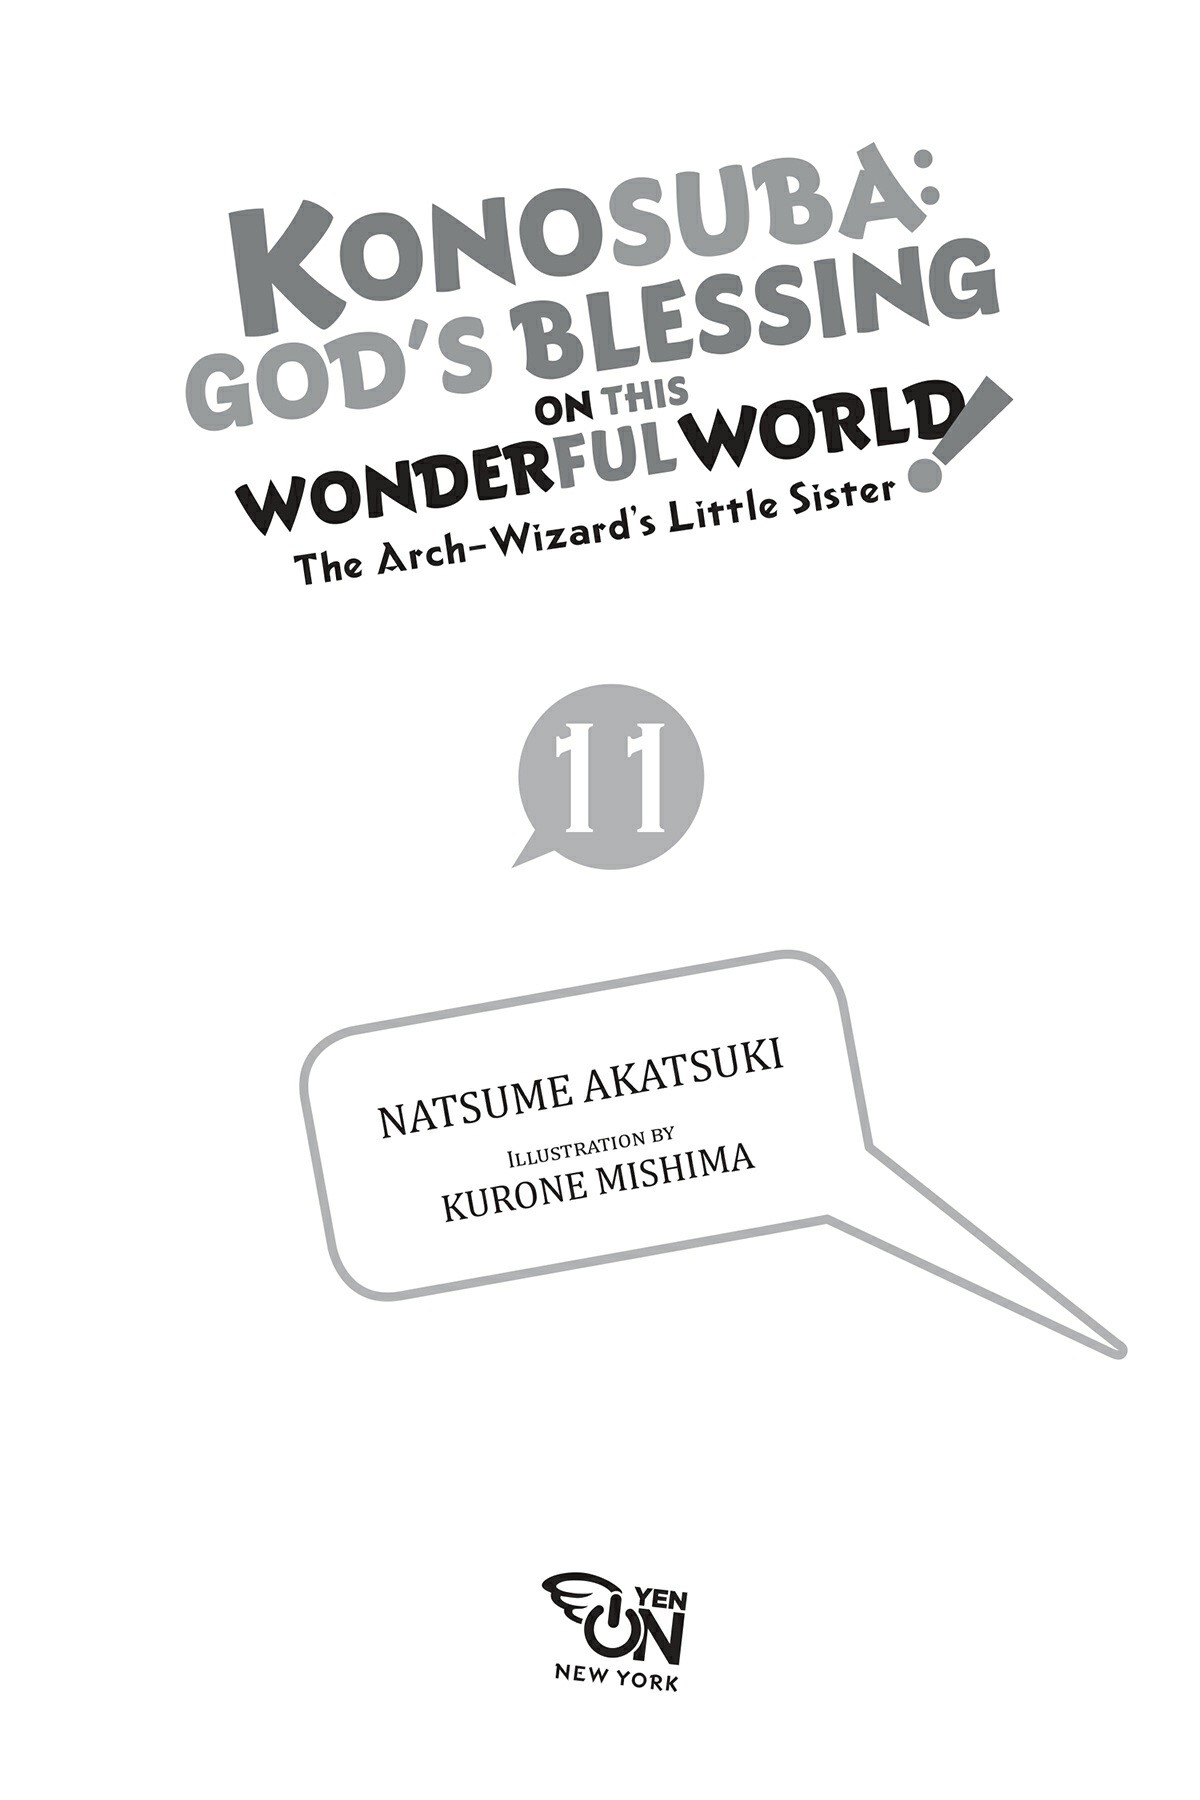 KONOSUBA:
GOD'S BLESSING
ON THIS
WONDERFUL WORLD!
The Arch-Wizard's Little Sister
11
NATSUME AKATSUKI
ILLUSTRATION BY
KURONE MISHIMA
YEN
ON
NEW YORK